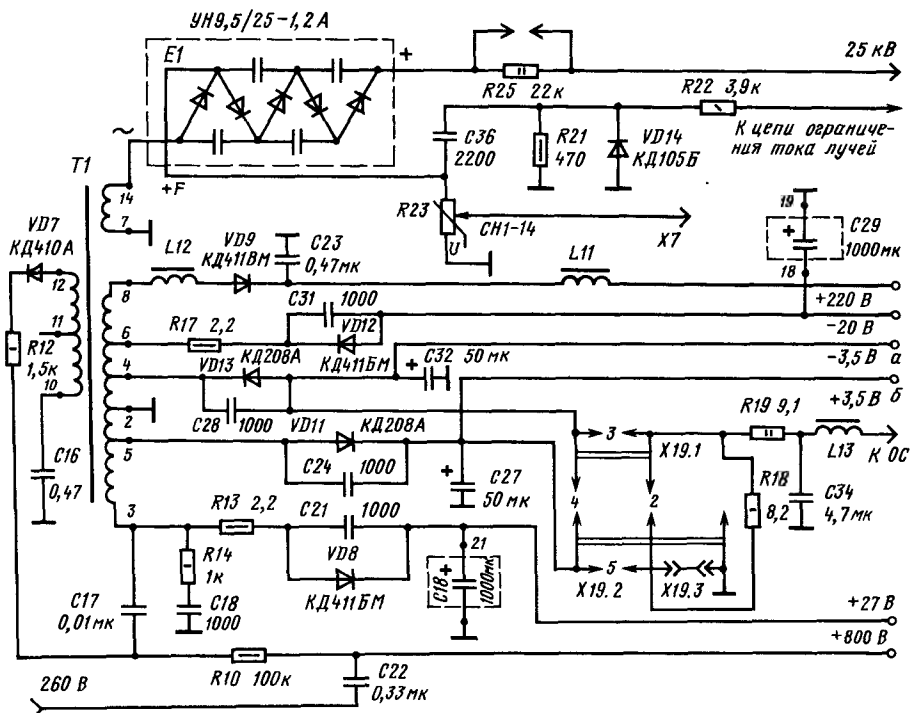 УН9,5/25-1,2А
E1
+
25 кВ
R25 22к
R22 3,9к
К цепи ограниче-
ния тока лучей
C36
2200
R21
470
VD14
КД105Б
~
+F
T1
14
7
R23
СН1-14
U
X7
19
+
C29
1000мк
18
VD7
КД410А
12
11
10
R12
1,5к
C16
0,47
L12
VD9
КД411ВМ
C23
0,47мк
L11
8
+220 В
C31
1000
6
R17 2,2
VD12
КД411БМ
-20 В
4
VD13
КД208А
+
C32
50 мк
-3,5 В
а
C28
1000
+3,5 В
б
2
5
VD11
КД208А
C24
1000
+
C27
50 мк
R19 9,1
L13
К ОС
3
X19.1
4
2
R18
8,2
C34
4,7мк
5
X19.2
X19.3
3
R13 2,2
C21
1000
VD8
КД411БМ
21
C18
+
1000мк
R14
1к
C18
1000
C17
0,01мк
+27 В
+800 В
R10 100к
C22
0,33мк
260 В